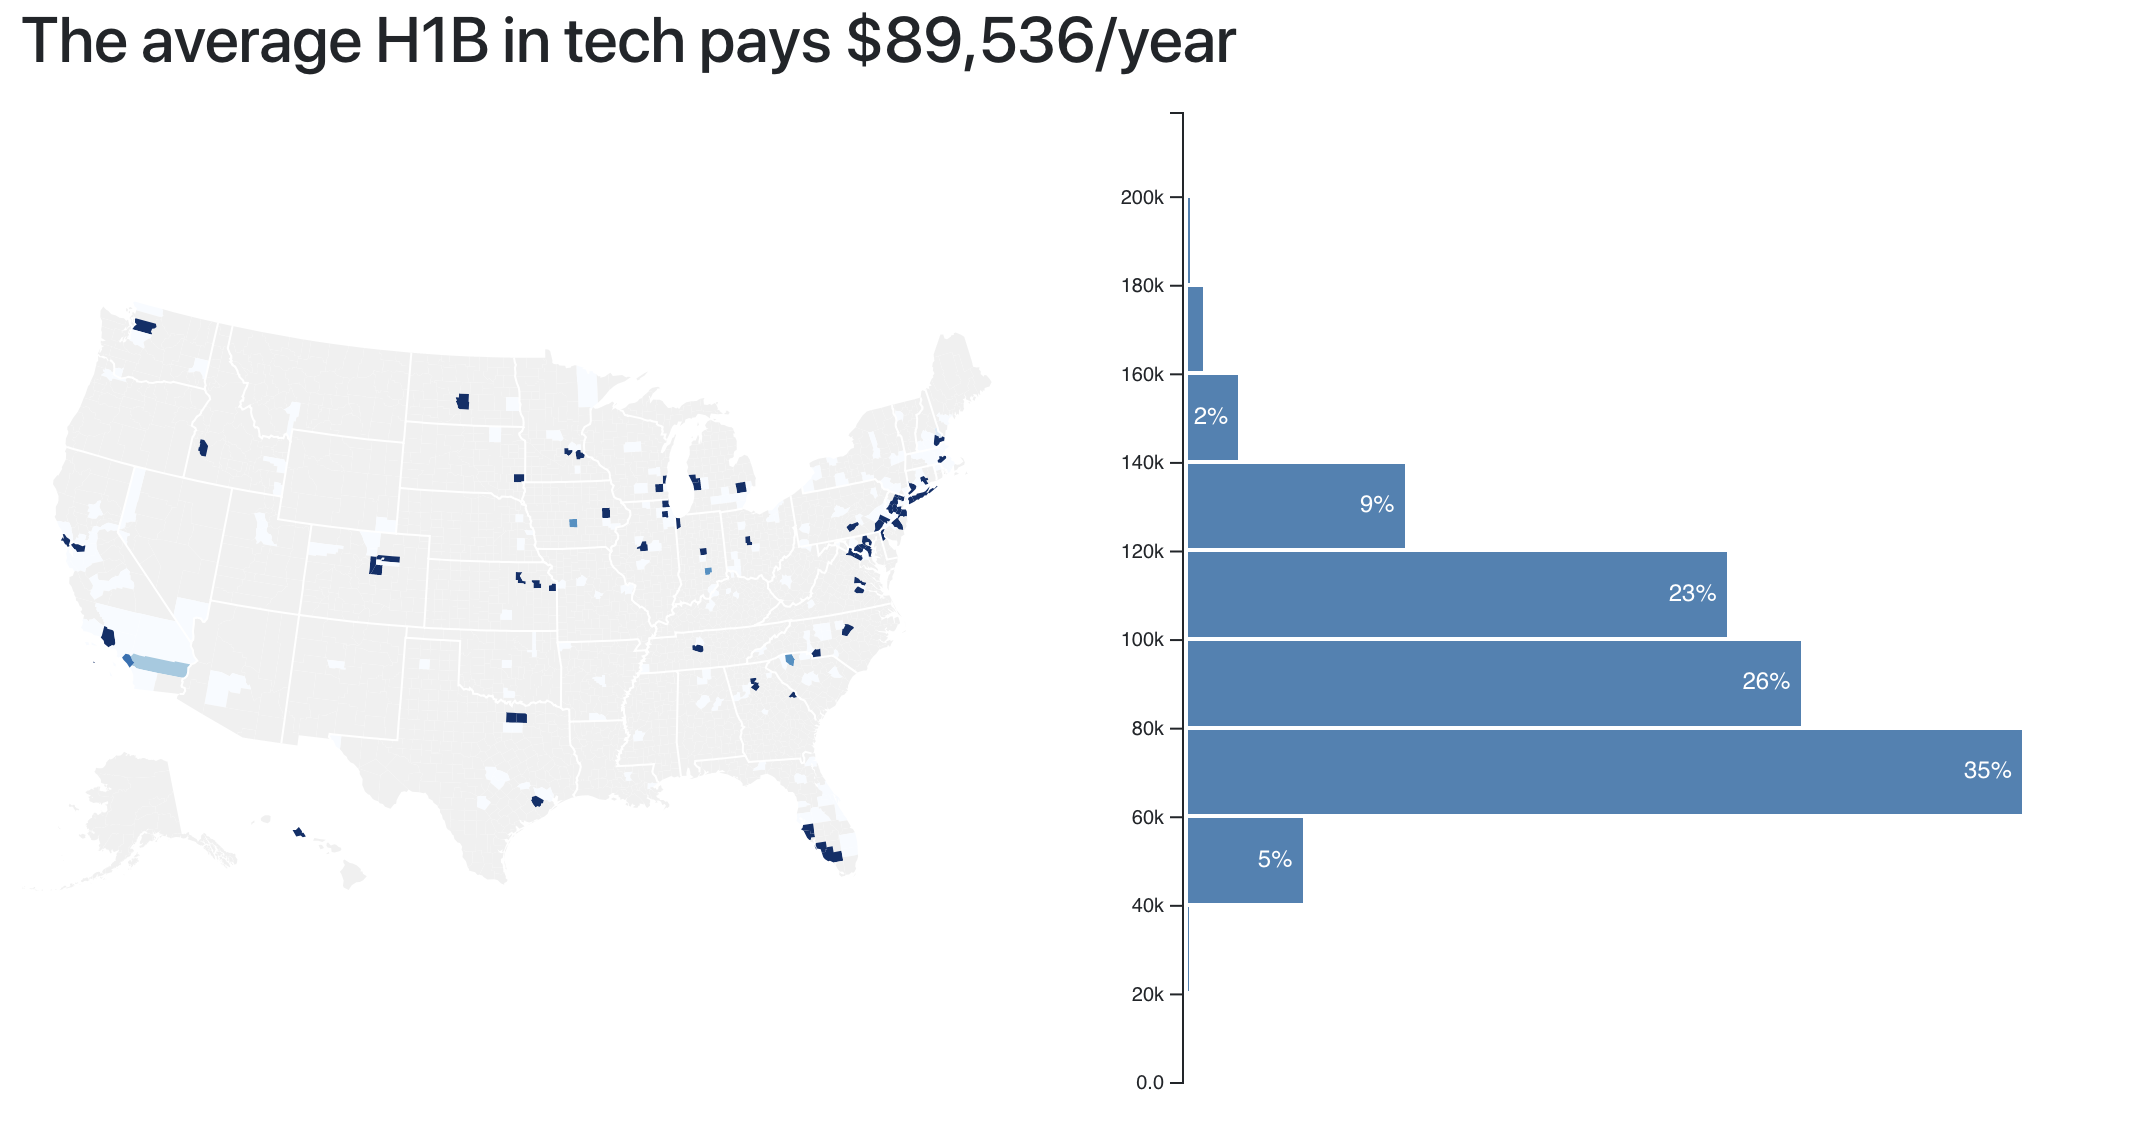 The average H1B in tech pays $89,536/year
200k
180k
160k
2%
140k
9%
120k
23%
100k
26%
80k
35%
60k
5%
40k
20k
0.0